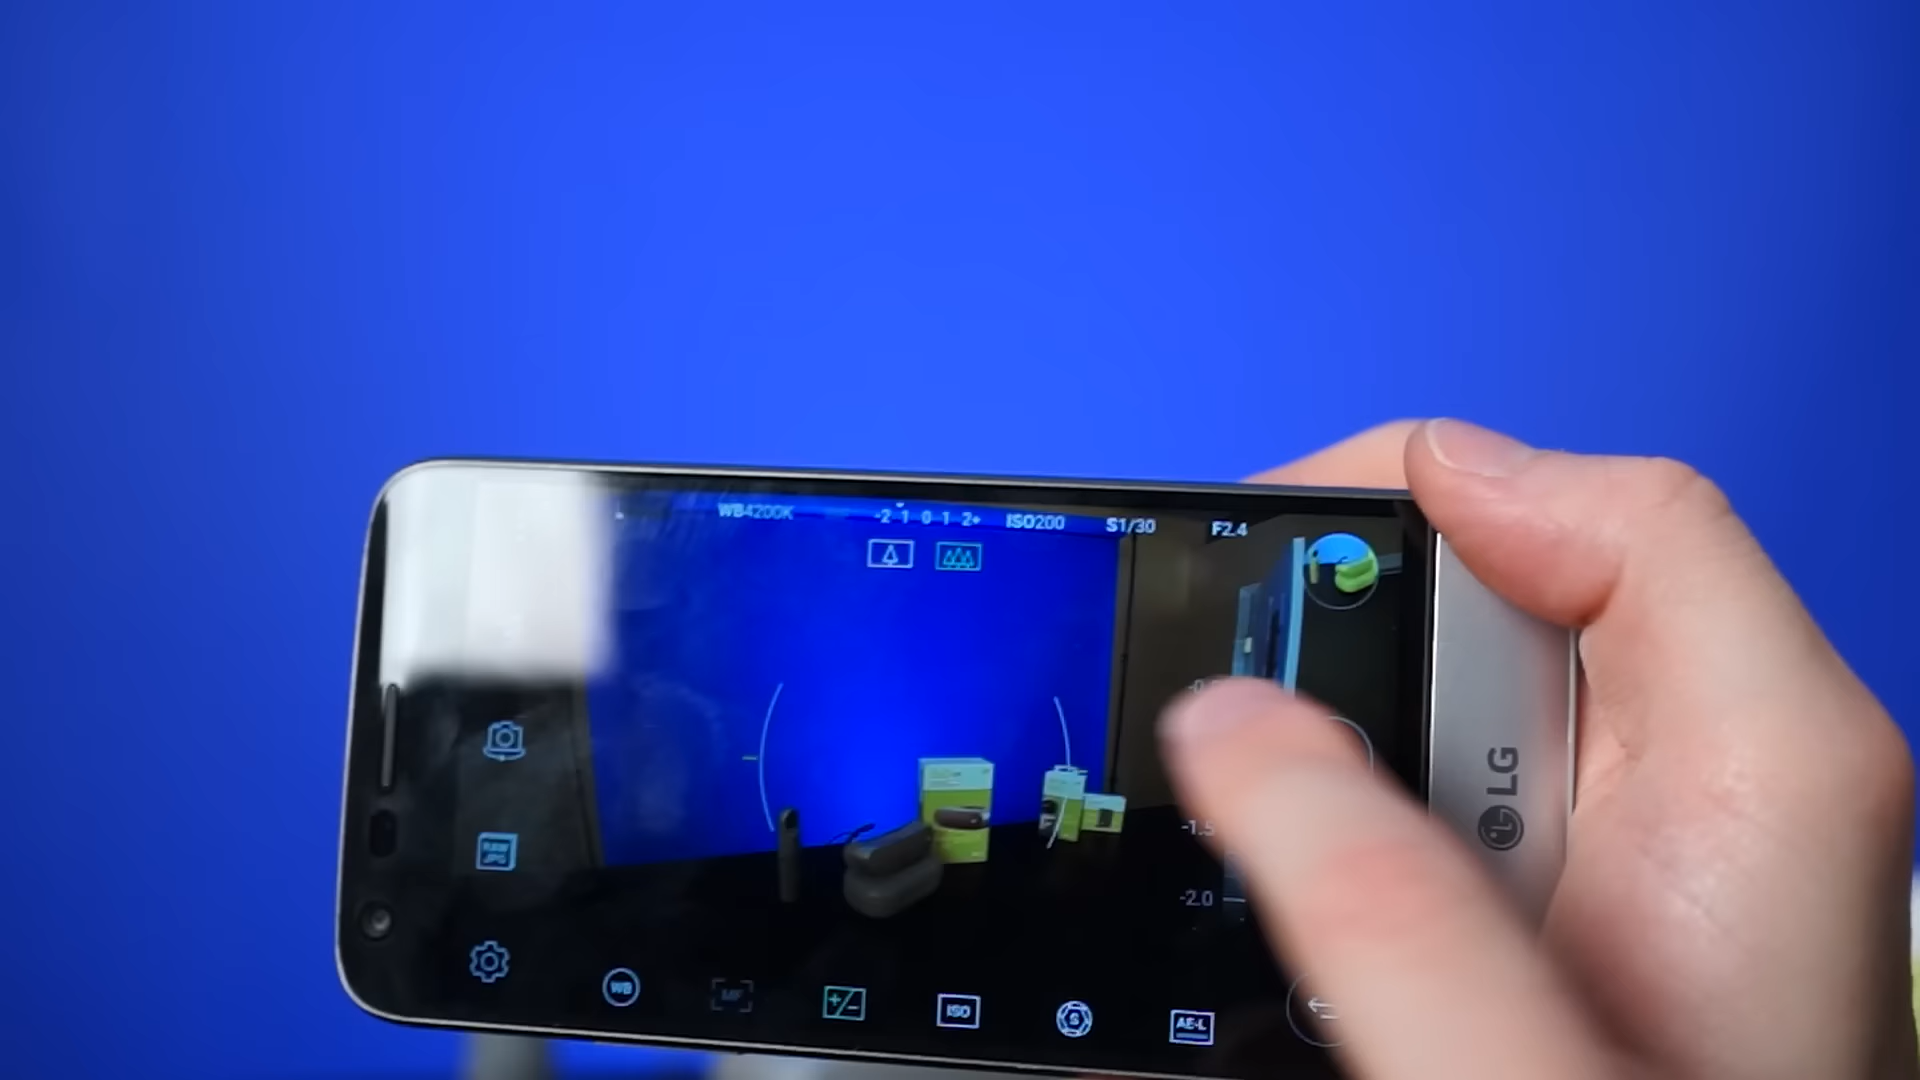 WB4200K
-2 1 0 1 2+
ISO200
S1/30
F2.4
-1.5
-2.0
RAW
JPG
WB
MF
+/-
ISO
S
AE-L
LG